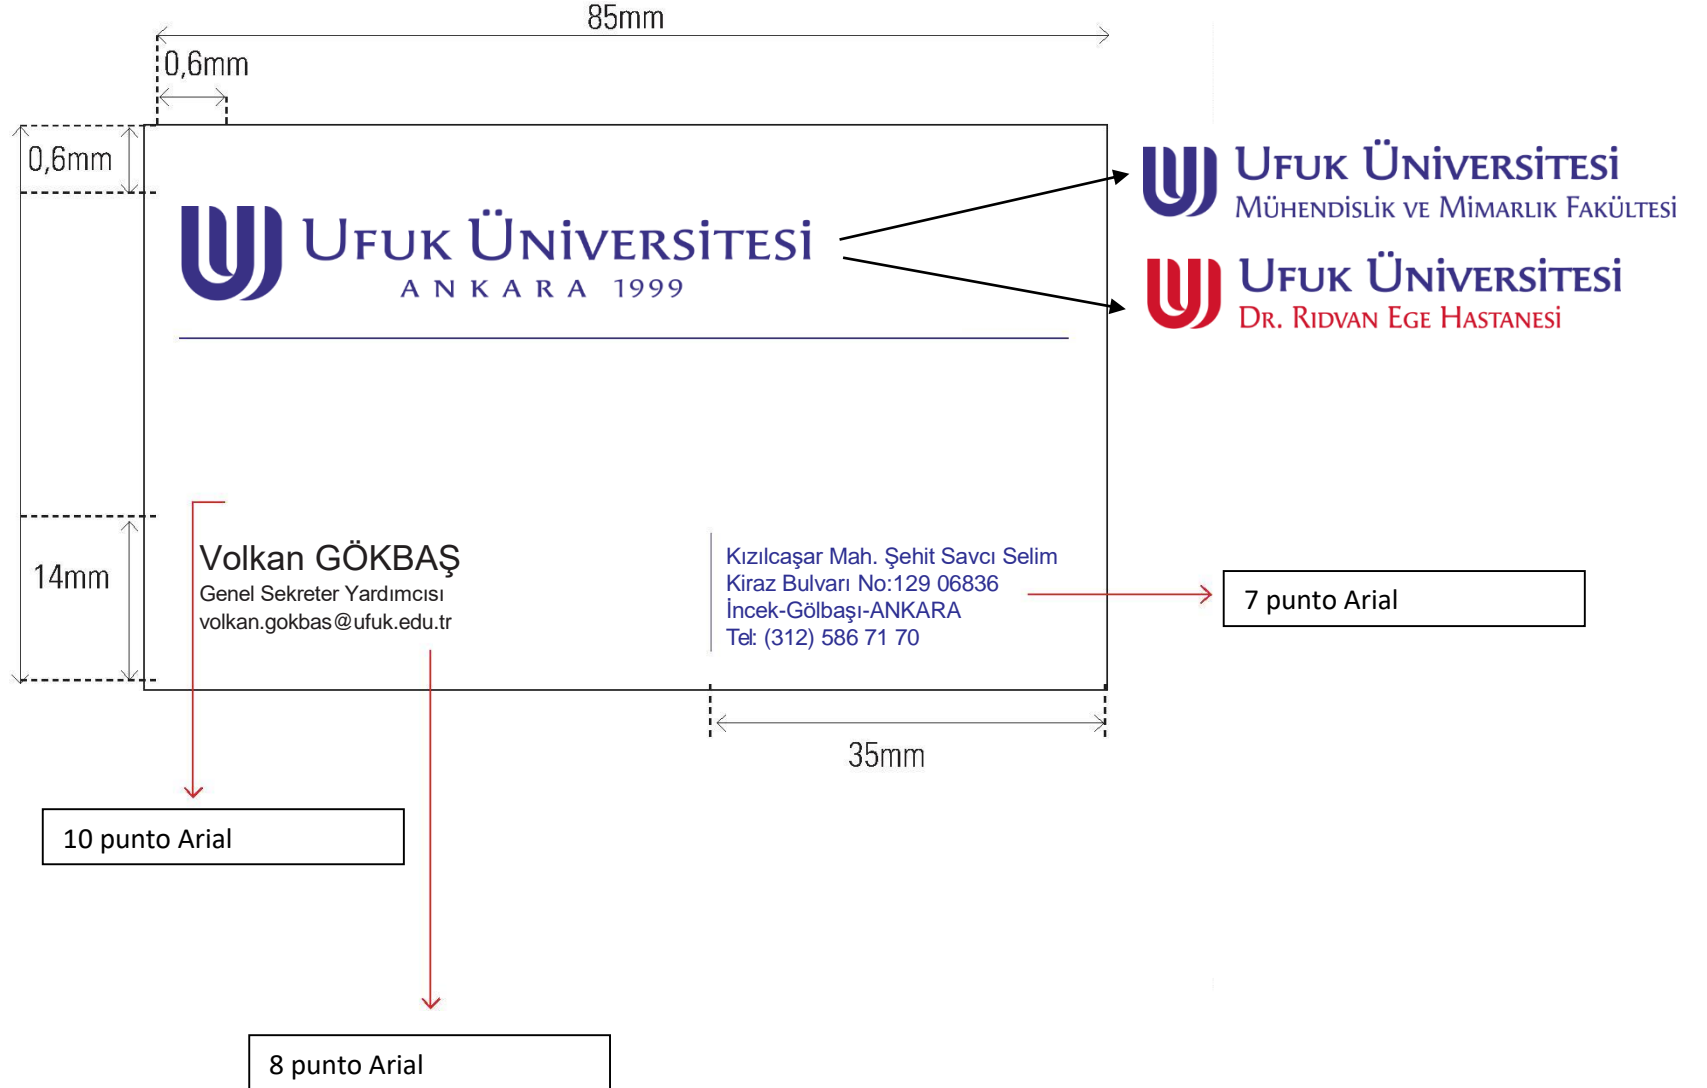 85mm
0,6mm
0,6mm
UFUK ÜNİVERSİTESİ
ANKARA 1999
UFUK ÜNİVERSİTESİ
MÜHENDİSLİK VE MİMARLIK FAKÜLTESİ
UFUK ÜNİVERSİTESİ
DR. RIDVAN EGE HASTANESİ
14mm
Volkan GÖKBAŞ
Genel Sekreter Yardımcısı
volkan.gokbas@ufuk.edu.tr
Kızılcaşar Mah. Şehit Savcı Selim
Kiraz Bulvarı No:129 06836
İncek-Gölbaşı-ANKARA
Tel: (312) 586 71 70
7 punto Arial
35mm
10 punto Arial
8 punto Arial